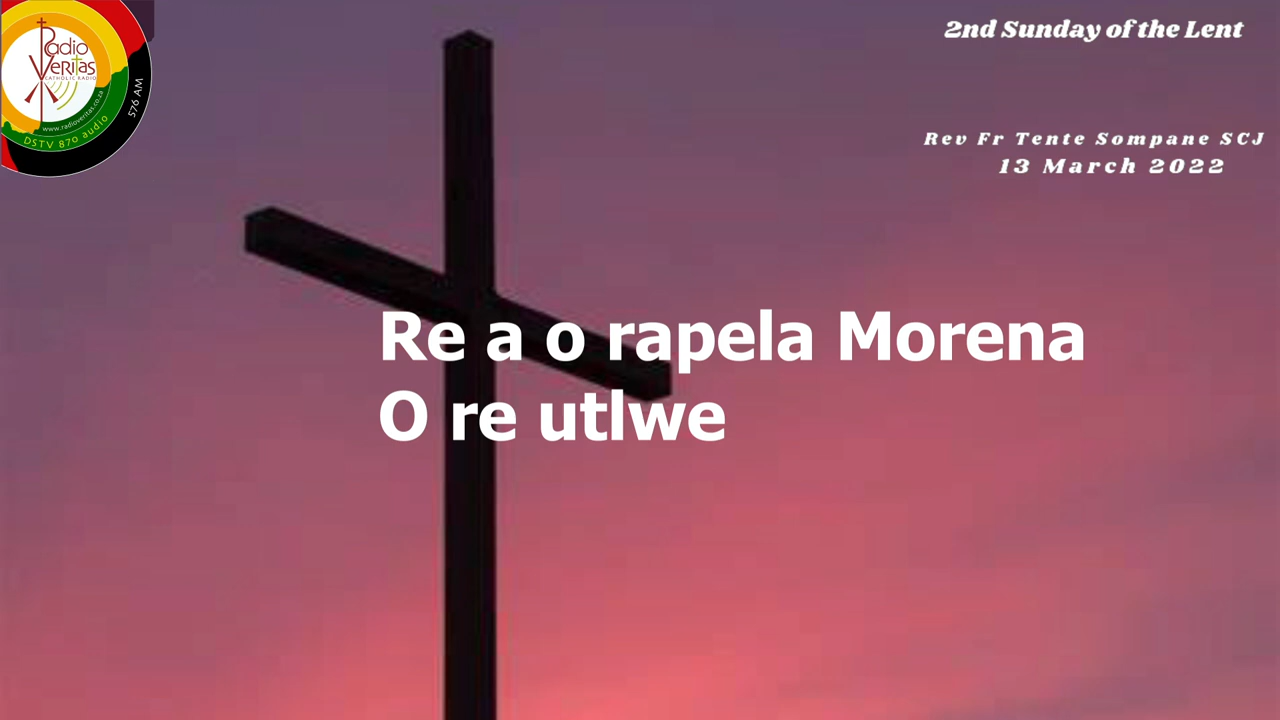 Radio
Veritas
CATHOLIC RADIO
www.radioveritas.co.za
DSTV 870 audio
576 AM
2nd Sunday of the Lent
Rev Fr Tente Sompane SCJ
13 March 2022
Re a o rapela Morena
O re utlwe